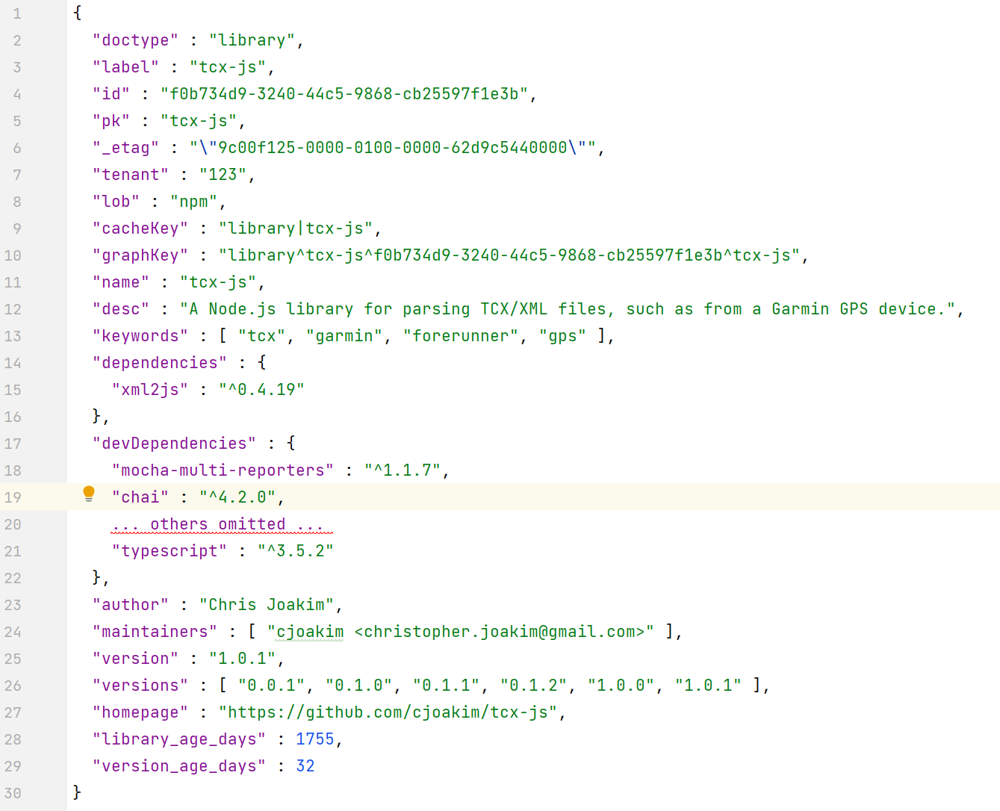 1 {
2 "doctype" : "library",
3 "label" : "tcx-js",
4 "id" : "f0b734d9-3240-44c5-9868-cb25597f1e3b",
5 "pk" : "tcx-js",
6 "_etag" : "\"9c00f125-0000-0100-0000-62d9c5440000\"",
7 "tenant" : "123",
8 "lob" : "npm",
9 "cacheKey" : "library|tcx-js",
10 "graphKey" : "library^tcx-js^f0b734d9-3240-44c5-9868-cb25597f1e3b^tcx-js",
11 "name" : "tcx-js",
12 "desc" : "A Node.js library for parsing TCX/XML files, such as from a Garmin GPS device.",
13 "keywords" : [ "tcx", "garmin", "forerunner", "gps" ],
14 "dependencies" : {
15 "xml2js" : "^0.4.19"
16 },
17 "devDependencies" : {
18 "mocha-multi-reporters" : "^1.1.7",
19 "chai" : "^4.2.0",
20 ... others omitted ...
21 "typescript" : "^3.5.2"
22 },
23 "author" : "Chris Joakim",
24 "maintainers" : [ "cjoakim <christopher.joakim@gmail.com>" ],
25 "version" : "1.0.1",
26 "versions" : [ "0.0.1", "0.1.0", "0.1.1", "0.1.2", "1.0.0", "1.0.1" ],
27 "homepage" : "https://github.com/cjoakim/tcx-js",
28 "library_age_days" : 1755,
29 "version_age_days" : 32
30 }